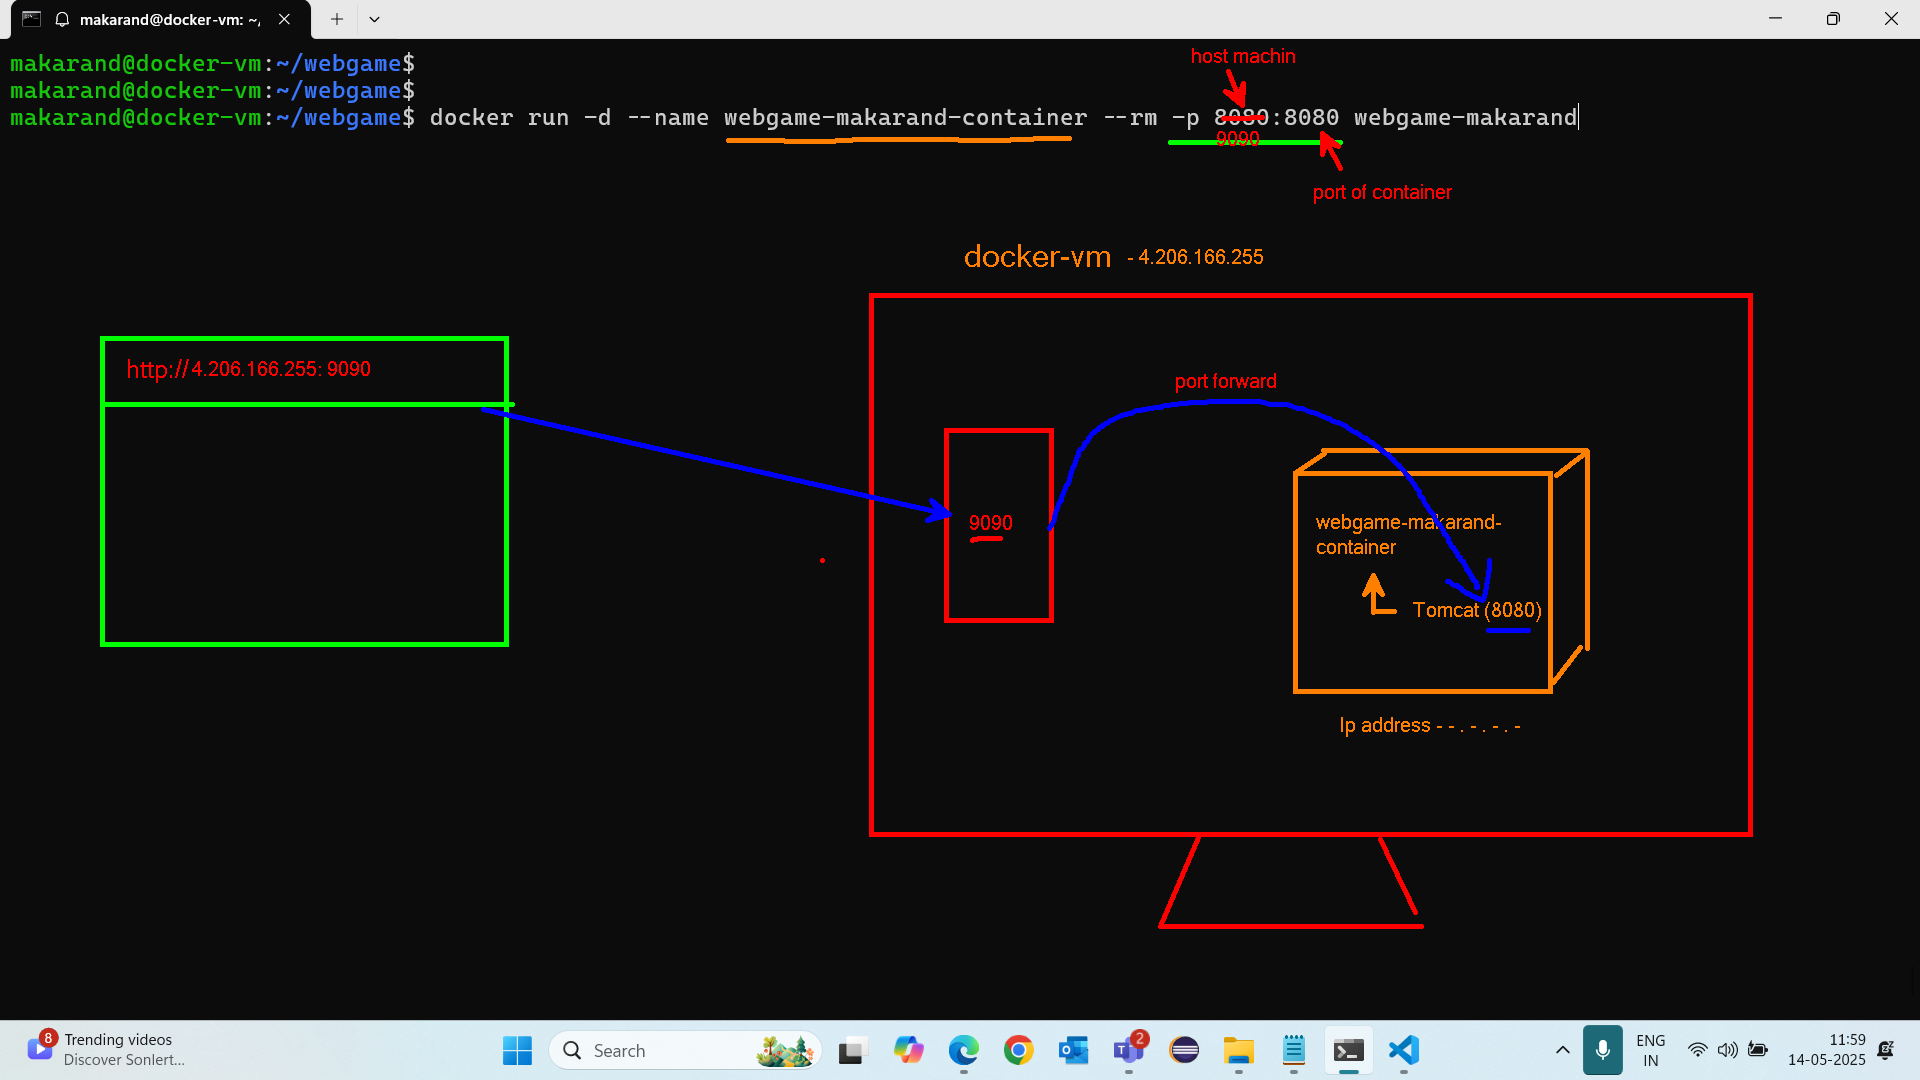 makarand@docker-vm: ~,
makarand@docker-vm:~/webgame$
makarand@docker-vm:~/webgame$
makarand@docker-vm:~/webgame$ docker run -d --name webgame-makarand-container --rm -p 8080:8080 webgame-makarand
host machin
9090
port of container
docker-vm - 4.206.166.255
http://4.206.166.255: 9090
port forward
9090
webgame-makarand-
container
Tomcat (8080)
Ip address - - . - . - . -
8
Trending videos
Discover Sonlert...
Search
2
ENG
IN
11:59
14-05-2025